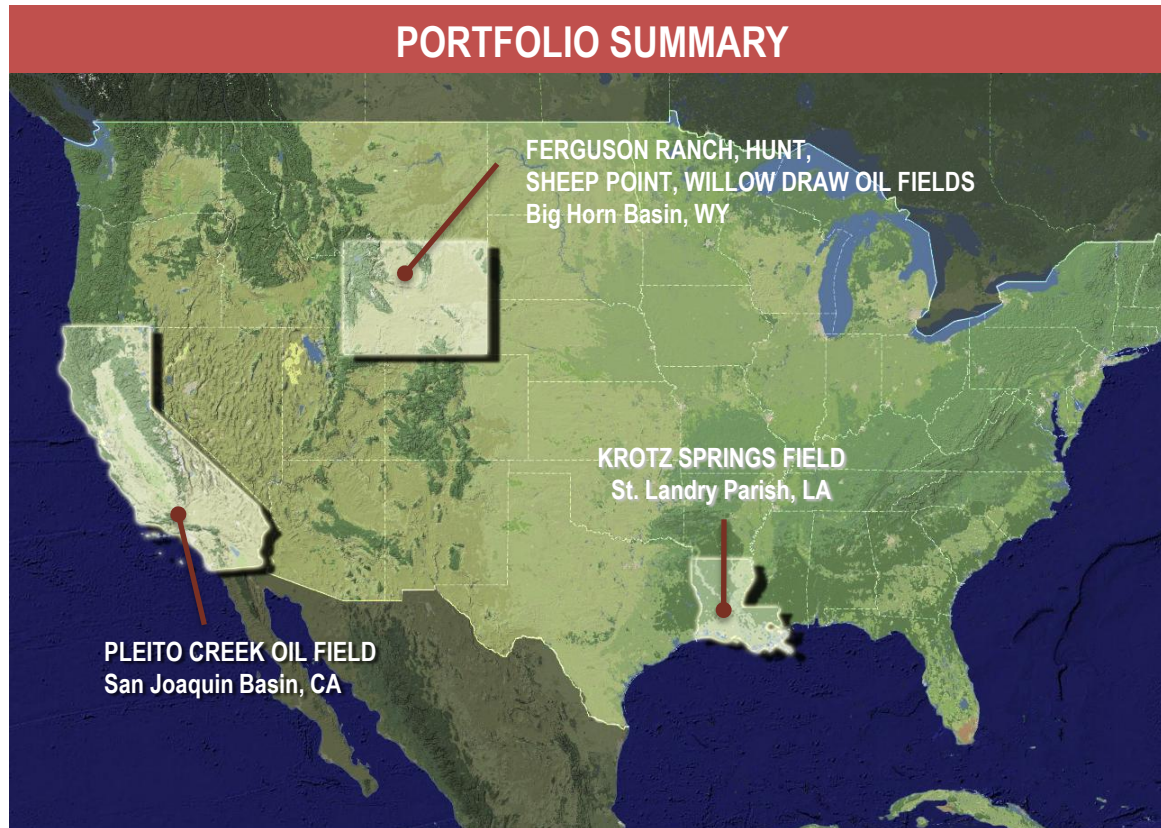 PORTFOLIO SUMMARY
FERGUSON RANCH, HUNT,
SHEEP POINT, WILLOW DRAW OIL FIELDS
Big Horn Basin, WY
KROTZ SPRINGS FIELD
St. Landry Parish, LA
PLEITO CREEK OIL FIELD
San Joaquin Basin, CA